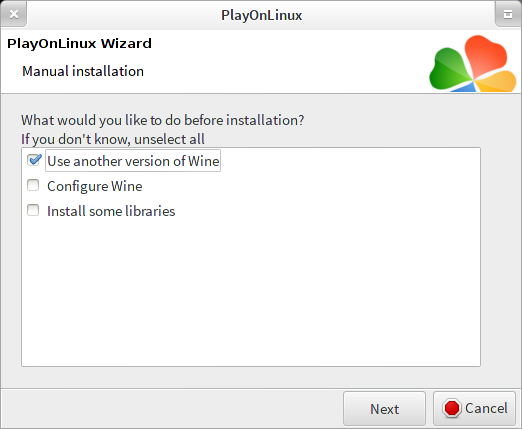 PlayOnLinux
PlayOnLinux Wizard
Manual installation
What would you like to do before installation?
If you don't know, unselect all
Use another version of Wine
Configure Wine
Install some libraries
Next
Cancel